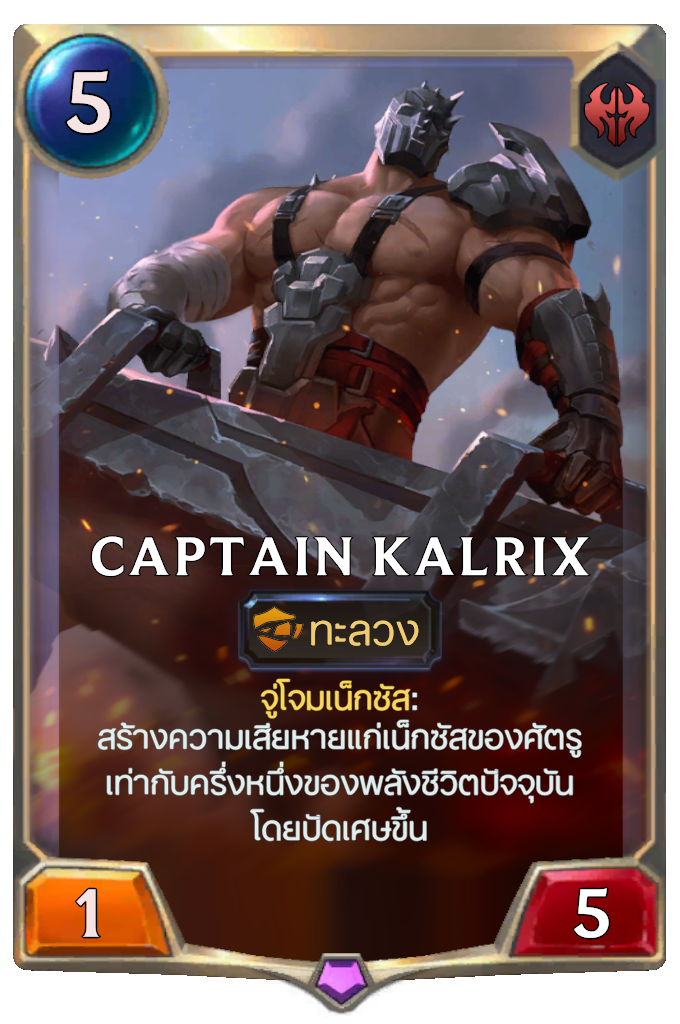 5
CAPTAIN KALRIX
ทะลวง
จู่โจมเน็กซัส:
สร้างความเสียหายแก่เน็กซัสของศัตรู
เท่ากับครึ่งหนึ่งของพลังชีวิตปัจจุบัน
โดยปัดเศษขึ้น
1
5